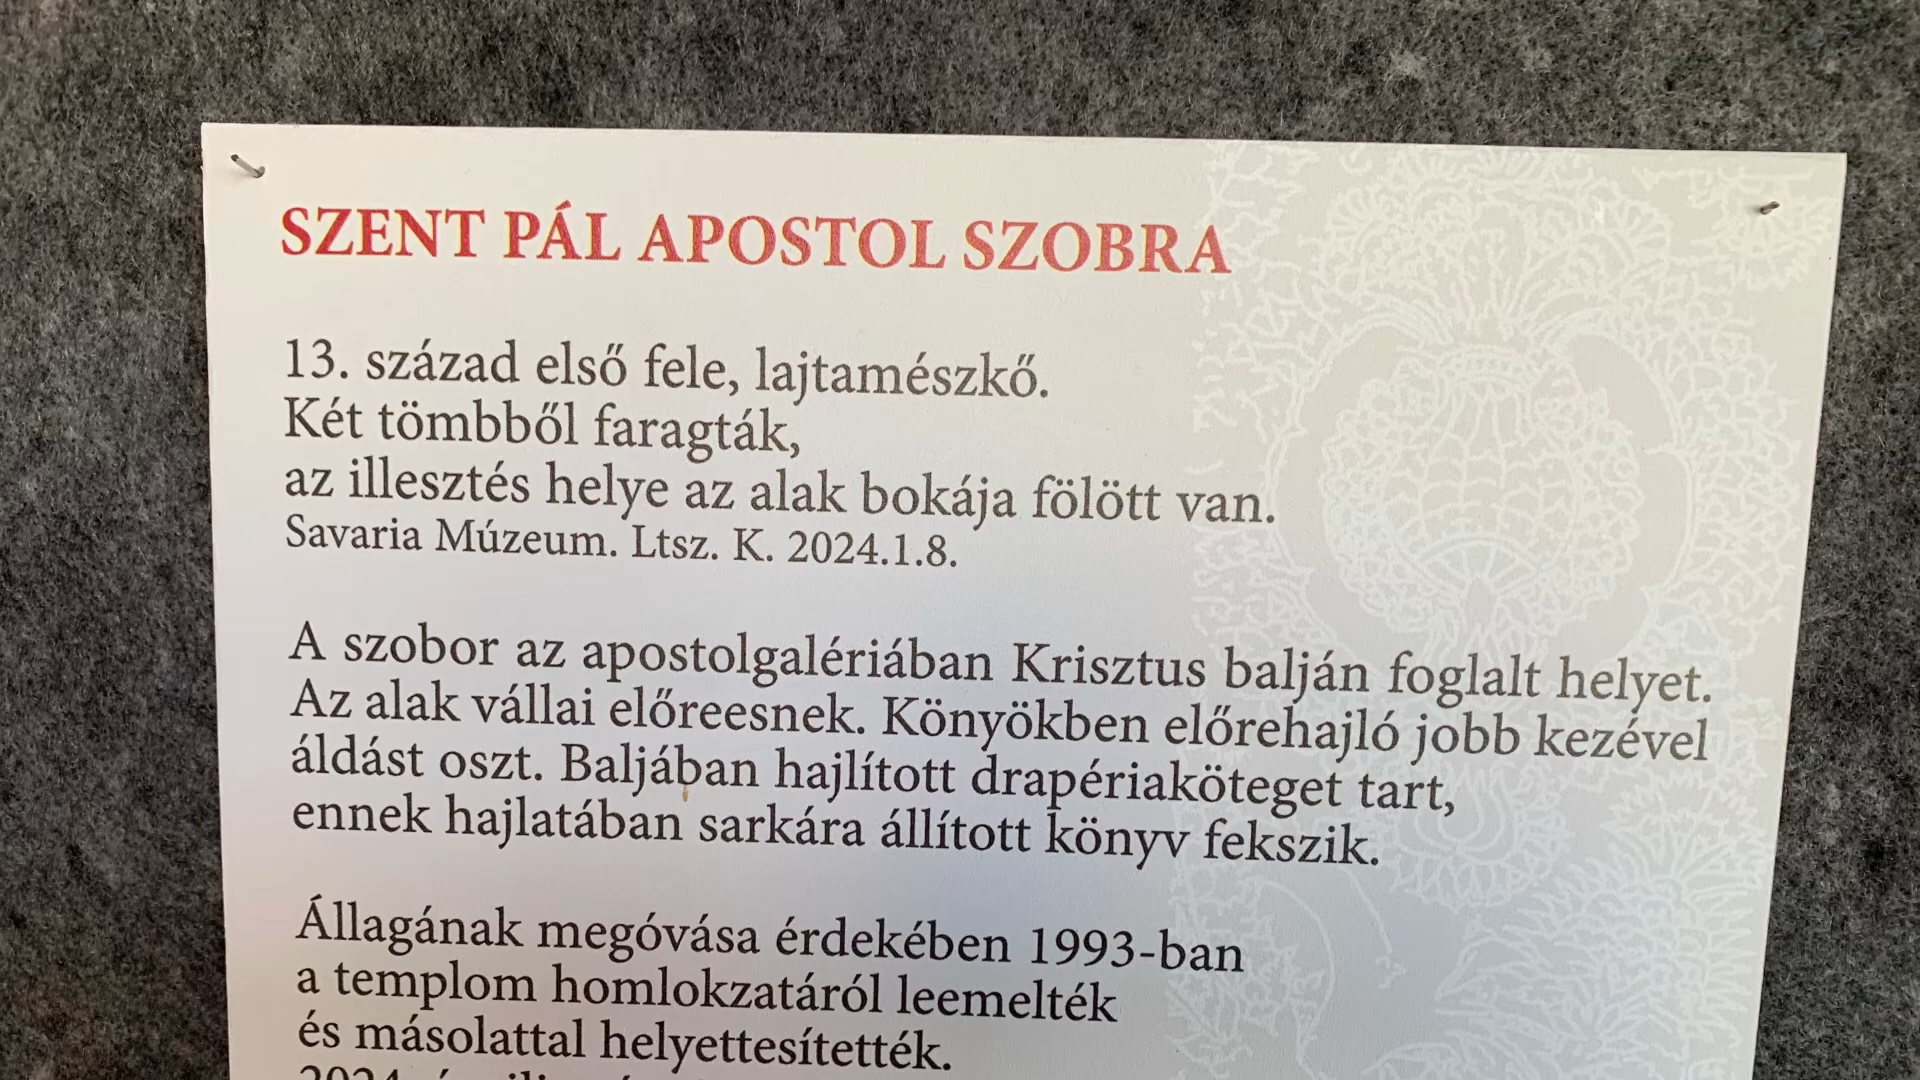 SZENT PÁL APOSTOL SZOBRA
13. század első fele, lajtamészkő.
Két tömbből faragták,
az illesztés helye az alak bokája fölött van.
Savaria Múzeum. Ltsz. K. 2024.1.8.
A szobor az apostolgalériában Krisztus balján foglalt helyet.
Az alak vállai előreesnek. Könyökben előrehajló jobb kezével
áldást oszt. Baljában hajlított drapériaköteget tart,
ennek hajlatában sarkára állított könyv fekszik.
Állagának megóvása érdekében 1993-ban
a templom homlokzatáról leemelték
és másolattal helyettesítették.